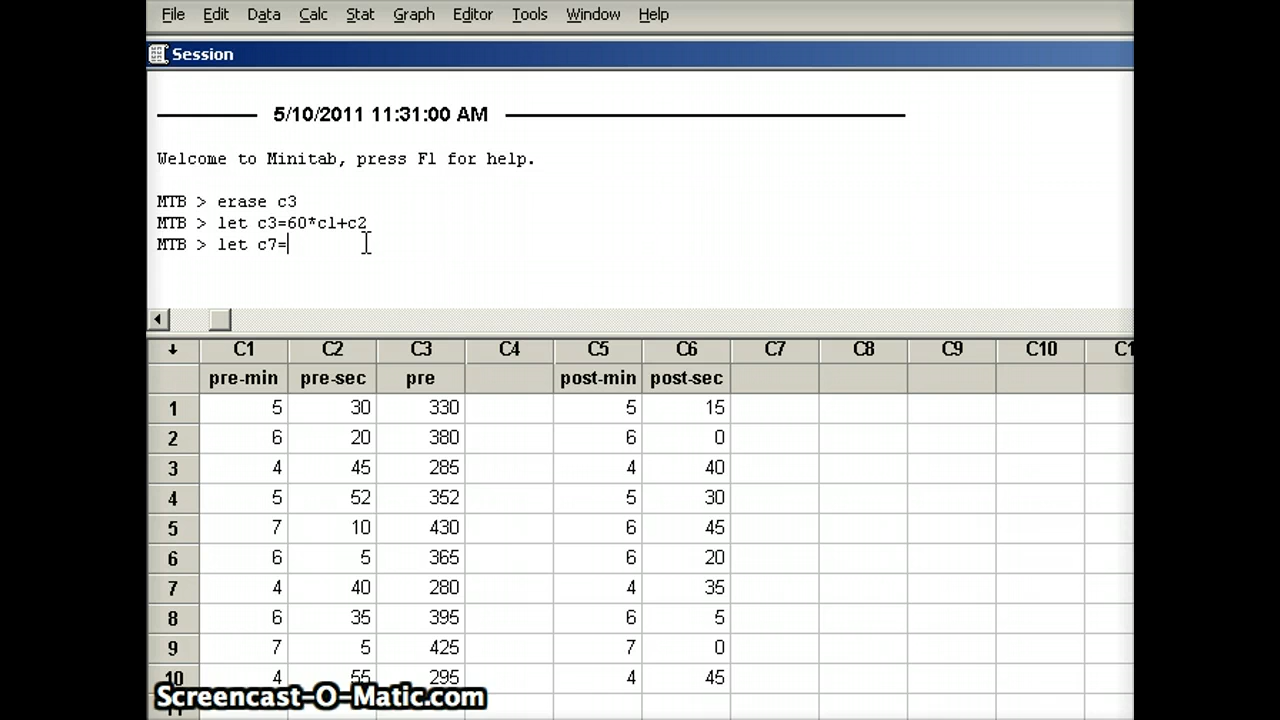 File Edit Data Calc Stat Graph Editor Tools Window Help
Session
5/10/2011 11:31:00 AM
Welcome to Minitab, press F1 for help.
MTB > erase c3
MTB > let c3=60*c1+c2
MTB > let c7=
C1 C2 C3 C4 C5 C6 C7 C8 C9 C10 C1
pre-min pre-sec pre post-min post-sec
1 5 30 330 5 15
2 6 20 380 6 0
3 4 45 285 4 40
4 5 52 352 5 30
5 7 10 430 6 45
6 6 5 365 6 20
7 4 40 280 4 35
8 6 35 395 6 5
9 7 5 425 7 0
10 4 55 295 4 45
Screencast-O-Matic.com